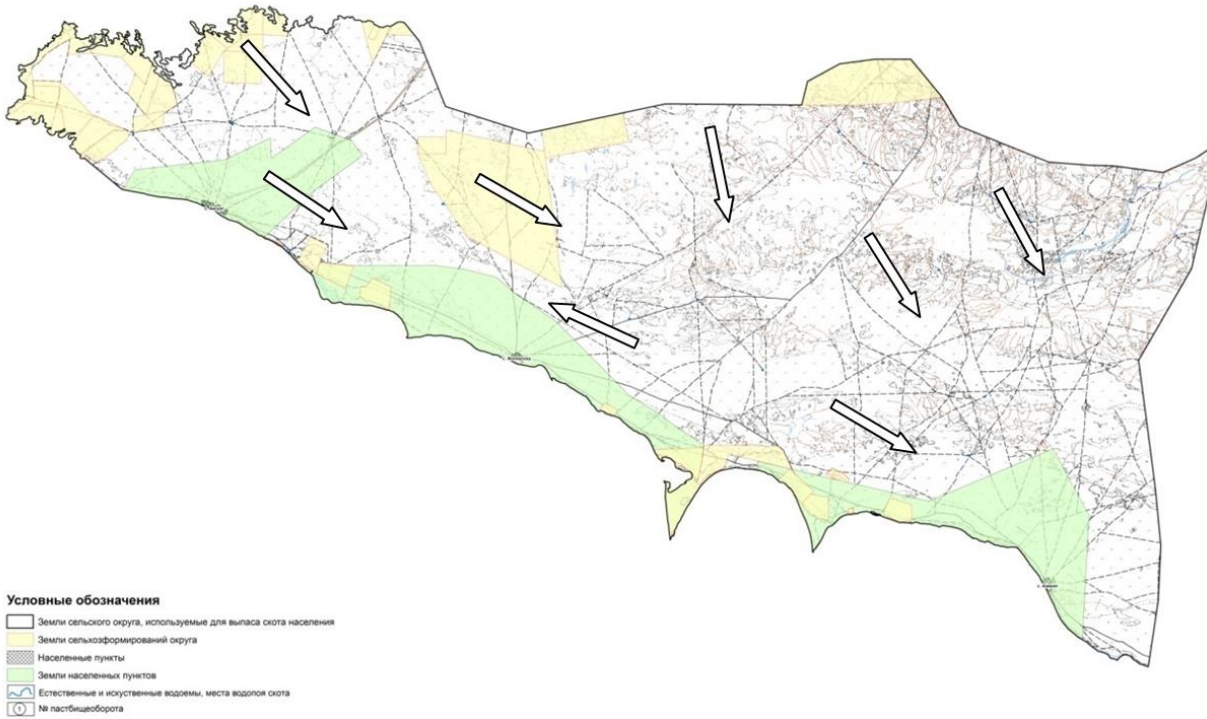 Условные обозначения
Земли сельского округа, используемые для выпаса скота населения
Земли сельхозформирований округа
Населенные пункты
Земли населенных пунктов
Естественные и искуственные водоемы, места водопоя скота
1 № пастбищеоборота